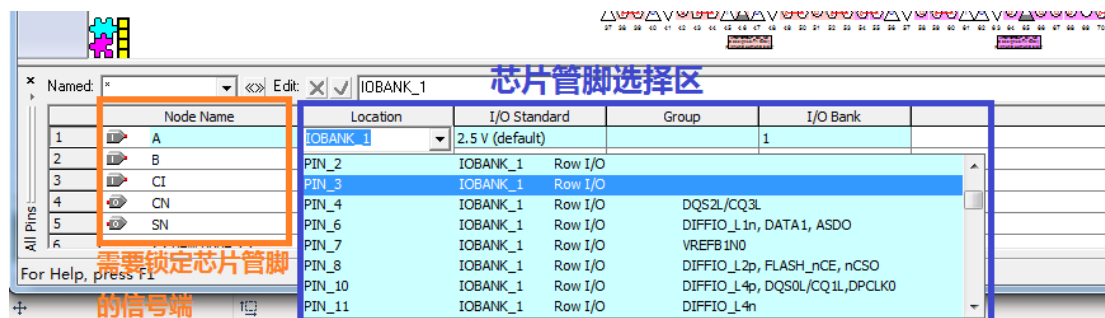 芯片管脚选择区
Named: * Edit: IOBANK_1
Node Name Location I/O Standard Group I/O Bank
1 A IOBANK_1 2.5 V (default) 1
2 B PIN_2 IOBANK_1 Row I/O
3 CI PIN_3 IOBANK_1 Row I/O
4 CN PIN_4 IOBANK_1 Row I/O DQS2L/CQ3L
5 SN PIN_6 IOBANK_1 Row I/O DIFFIO_L1n, DATA1, ASDO
6 PIN_7 IOBANK_1 Row I/O VREFB1N0
All Pins
需要锁定芯片管脚
For Help, press F1 PIN_8 IOBANK_1 Row I/O DIFFIO_L2p, FLASH_nCE, nCSO
PIN_10 IOBANK_1 Row I/O DIFFIO_L4p, DQS0L/CQ1L,DPCLK0
的信号端 PIN_11 IOBANK_1 Row I/O DIFFIO_L4n